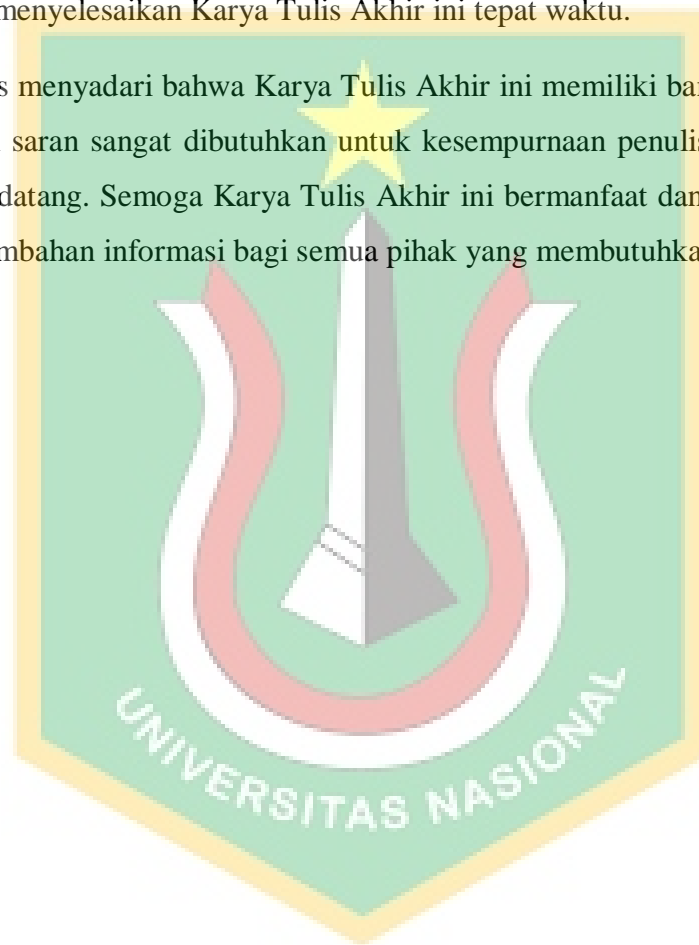 menyelesaikan Karya Tulis Akhir ini tepat waktu.
s menyadari bahwa Karya Tulis Akhir ini memiliki ba
saran sangat dibutuhkan untuk kesempurnaan penulis
datang. Semoga Karya Tulis Akhir ini bermanfaat dan
mbahan informasi bagi semua pihak yang membutuhka
UNIVERSITAS NASIONAL